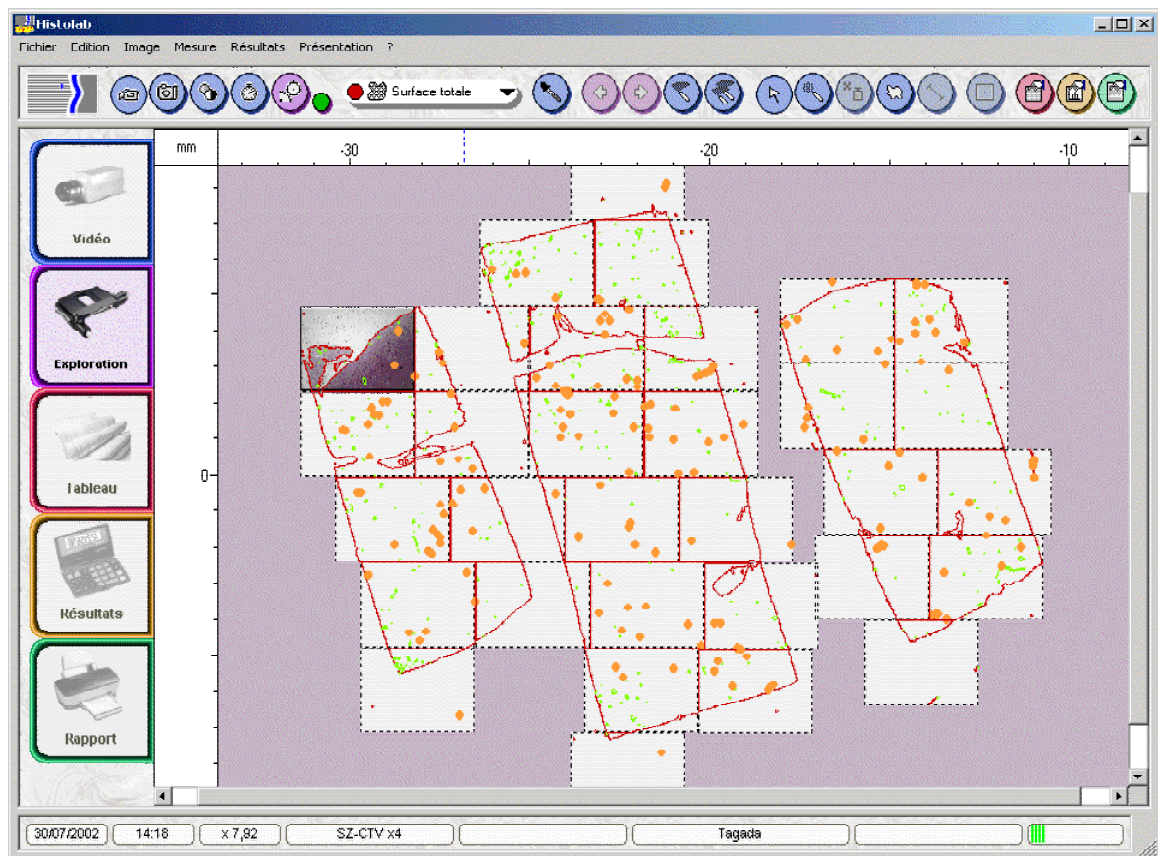 Histolab
Fichier Edition Image Mesure Résultats Présentation ?
Surface totale
mm -30 -20 -10
Vidéo
Exploration
0
Tableau
Résultats
Rapport
30/07/2002 14:18 x 7,92 SZ-CTV x4 Tagada